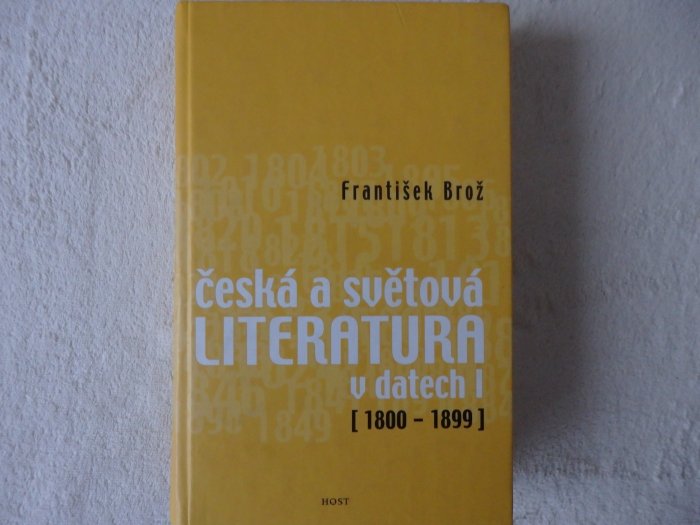 František Brož
česká a světová
LITERATURA
v datech I
[ 1800 – 1899 ]
HOST